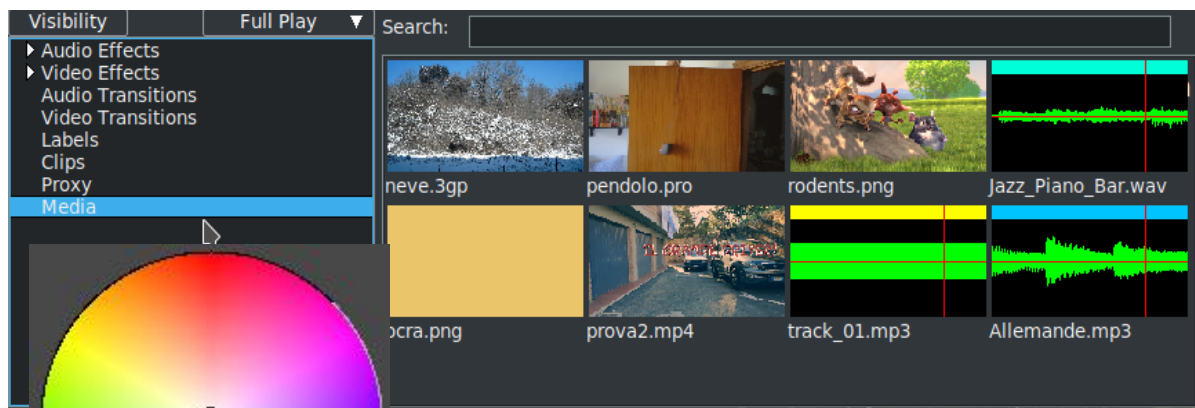 Visibility
Full Play
Search:
Audio Effects
Video Effects
Audio Transitions
Video Transitions
Labels
Clips
Proxy
Media
neve.3gp
pendolo.pro
rodents.png
Jazz_Piano_Bar.wav
ocra.png
prova2.mp4
track_01.mp3
Allemande.mp3